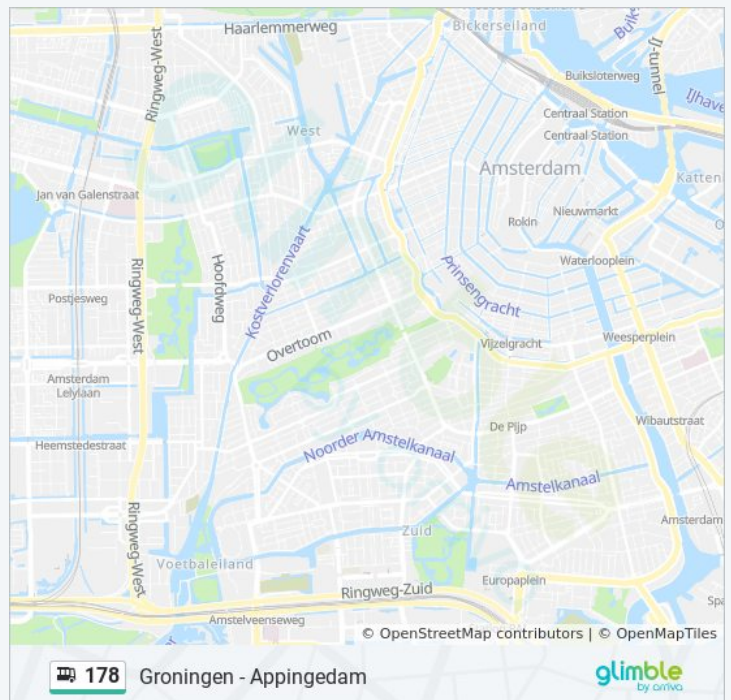 Haarlemmerweg
Bickerseiland
Ringweg-West
IJ-tunnel
Buiksloterweg
IJhave
Centraal Station
Centraal Station
West
Amsterdam
Katten
Jan van Galenstraat
Rokin
Nieuwmarkt
Waterlooplein
Kostverlorenvaart
Hoofdweg
Prinsengracht
Ringweg-West
Postjesweg
Overtoom
Vijzelgracht
Weesperplein
Amsterdam
Lelylaan
Wibautstraat
De Pijp
Heemstedestraat
Noorder Amstelkanaal
Amstelkanaal
Ringweg-West
Zuid
Amsterdam
Voetbaleiland
Europaplein
Ringweg-Zuid
Spa
Amstelveenseweg
© OpenStreetMap contributors | © OpenMapTiles
178 Groningen - Appingedam
glimble
by arriva